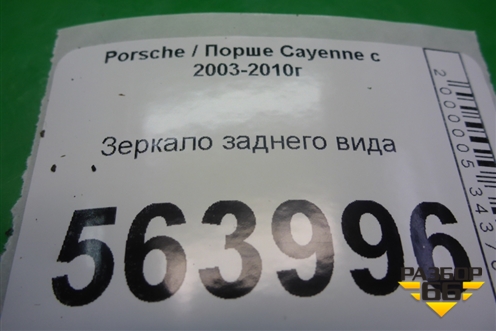 Porsche / Порше Cayenne с
2003-2010г
Зеркало заднего вида
563996
РАЗБОР
66